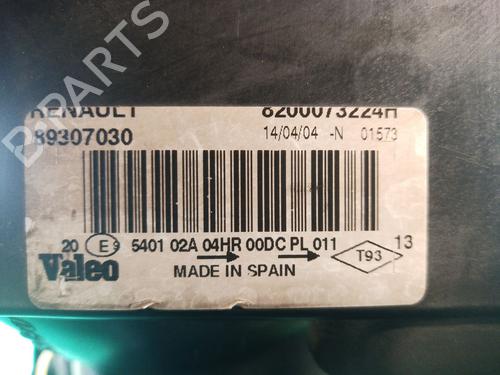 RENAULT 8200073224H
89307030 14/04/04 -N 01573
20 E9 5401 02A 04HR 00DC PL 011 T93 13
Valeo MADE IN SPAIN
B-PARTS